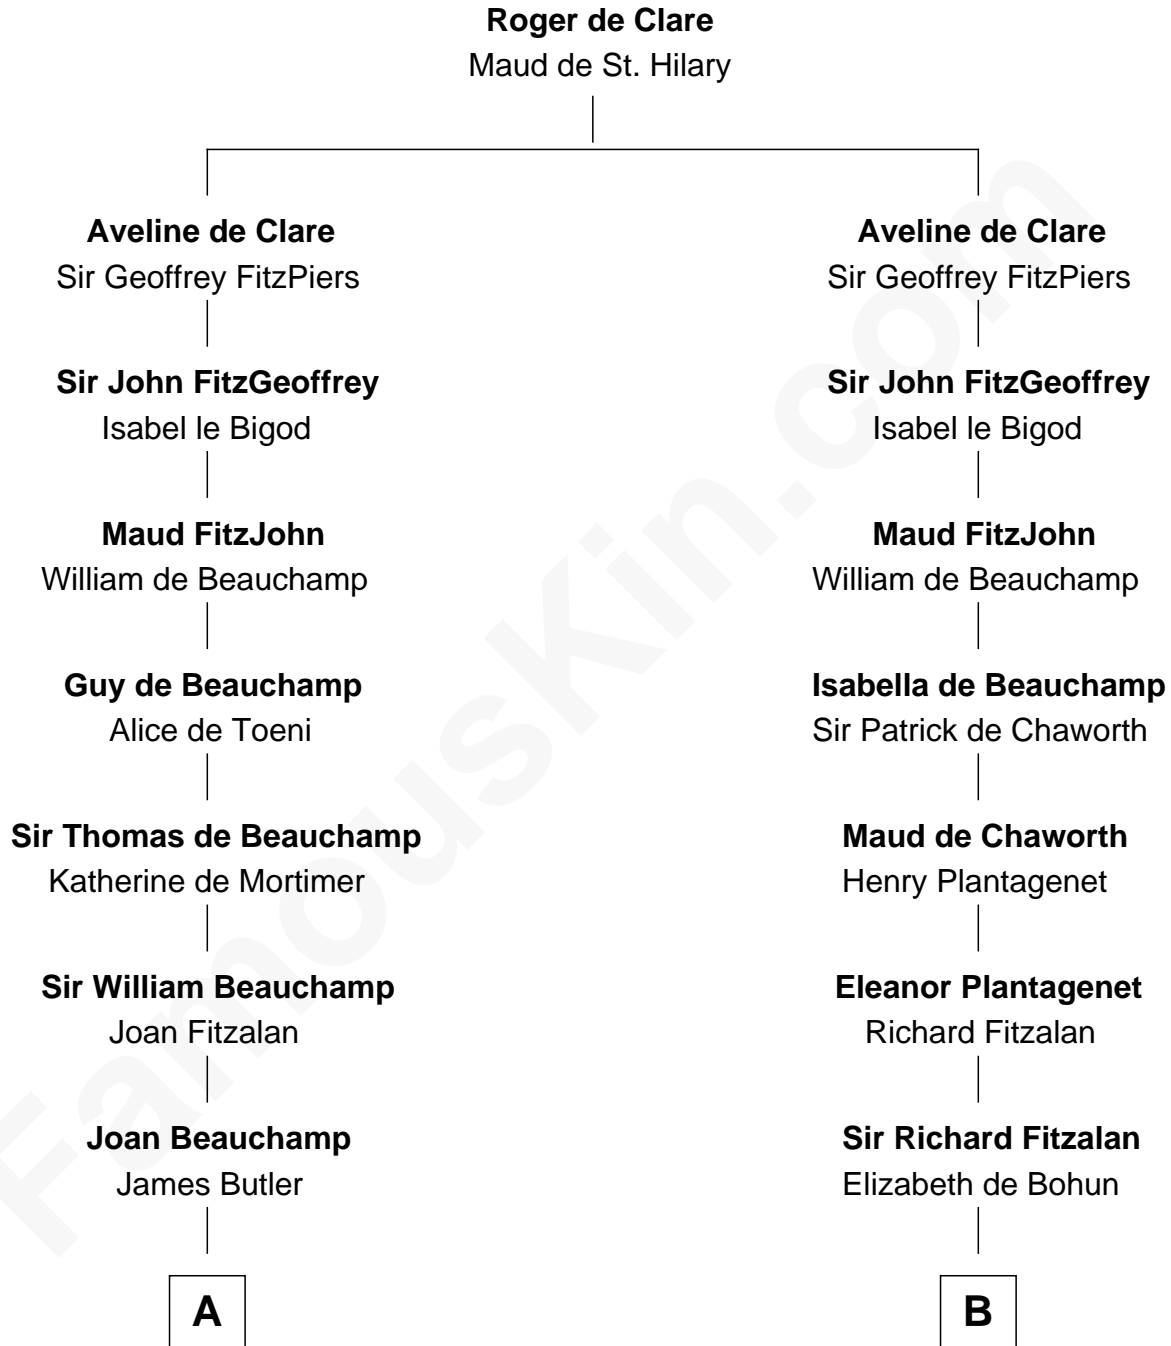 Roger de Clare
Maud de St. Hilary
Aveline de Clare
Sir Geoffrey FitzPiers
Sir John FitzGeoffrey
Isabel le Bigod
Maud FitzJohn
William de Beauchamp
Guy de Beauchamp
Alice de Toeni
Sir Thomas de Beauchamp
Katherine de Mortimer
Sir William Beauchamp
Joan Fitzalan
Joan Beauchamp
James Butler
A
Aveline de Clare
Sir Geoffrey FitzPiers
Sir John FitzGeoffrey
Isabel le Bigod
Maud FitzJohn
William de Beauchamp
Isabella de Beauchamp
Sir Patrick de Chaworth
Maud de Chaworth
Henry Plantagenet
Eleanor Plantagenet
Richard Fitzalan
Sir Richard Fitzalan
Elizabeth de Bohun
B
FamousKin.com